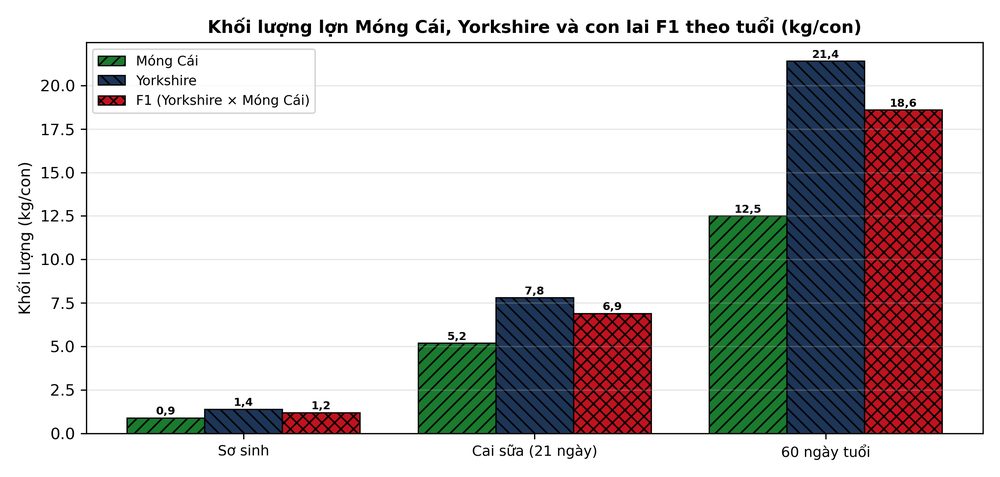 Khối lượng lợn Móng Cái, Yorkshire và con lai F1 theo tuổi (kg/con)
Móng Cái
Yorkshire
F1 (Yorkshire × Móng Cái)
Khối lượng (kg/con)
20.0
17.5
15.0
12.5
10.0
7.5
5.0
2.5
0.0
0,9
1,4
1,2
5,2
7,8
6,9
12,5
21,4
18,6
Sơ sinh
Cai sữa (21 ngày)
60 ngày tuổi